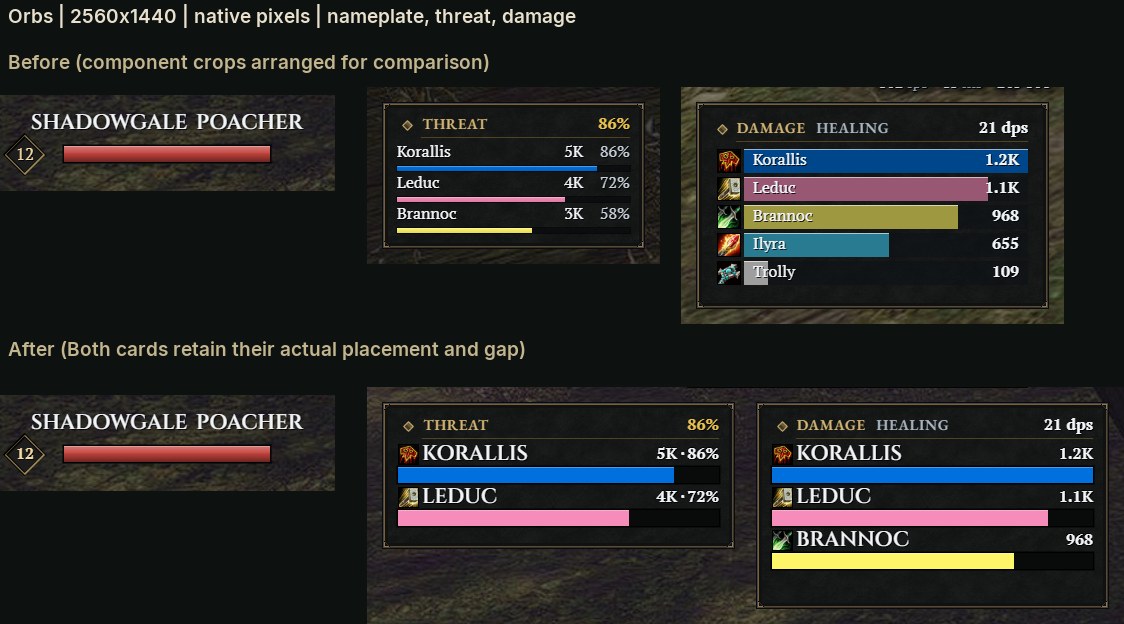 Orbs | 2560x1440 | native pixels | nameplate, threat, damage
Before (component crops arranged for comparison)
SHADOWGALE POACHER
12
THREAT 86%
Korallis 5K 86%
Leduc 4K 72%
Brannoc 3K 58%
DAMAGE HEALING 21 dps
Korallis 1.2K
Leduc 1.1K
Brannoc 968
Ilyra 655
Trolly 109
After (Both cards retain their actual placement and gap)
SHADOWGALE POACHER
12
THREAT 86%
KORALLIS 5K·86%
LEDUC 4K·72%
DAMAGE HEALING 21 dps
KORALLIS 1.2K
LEDUC 1.1K
BRANNOC 968